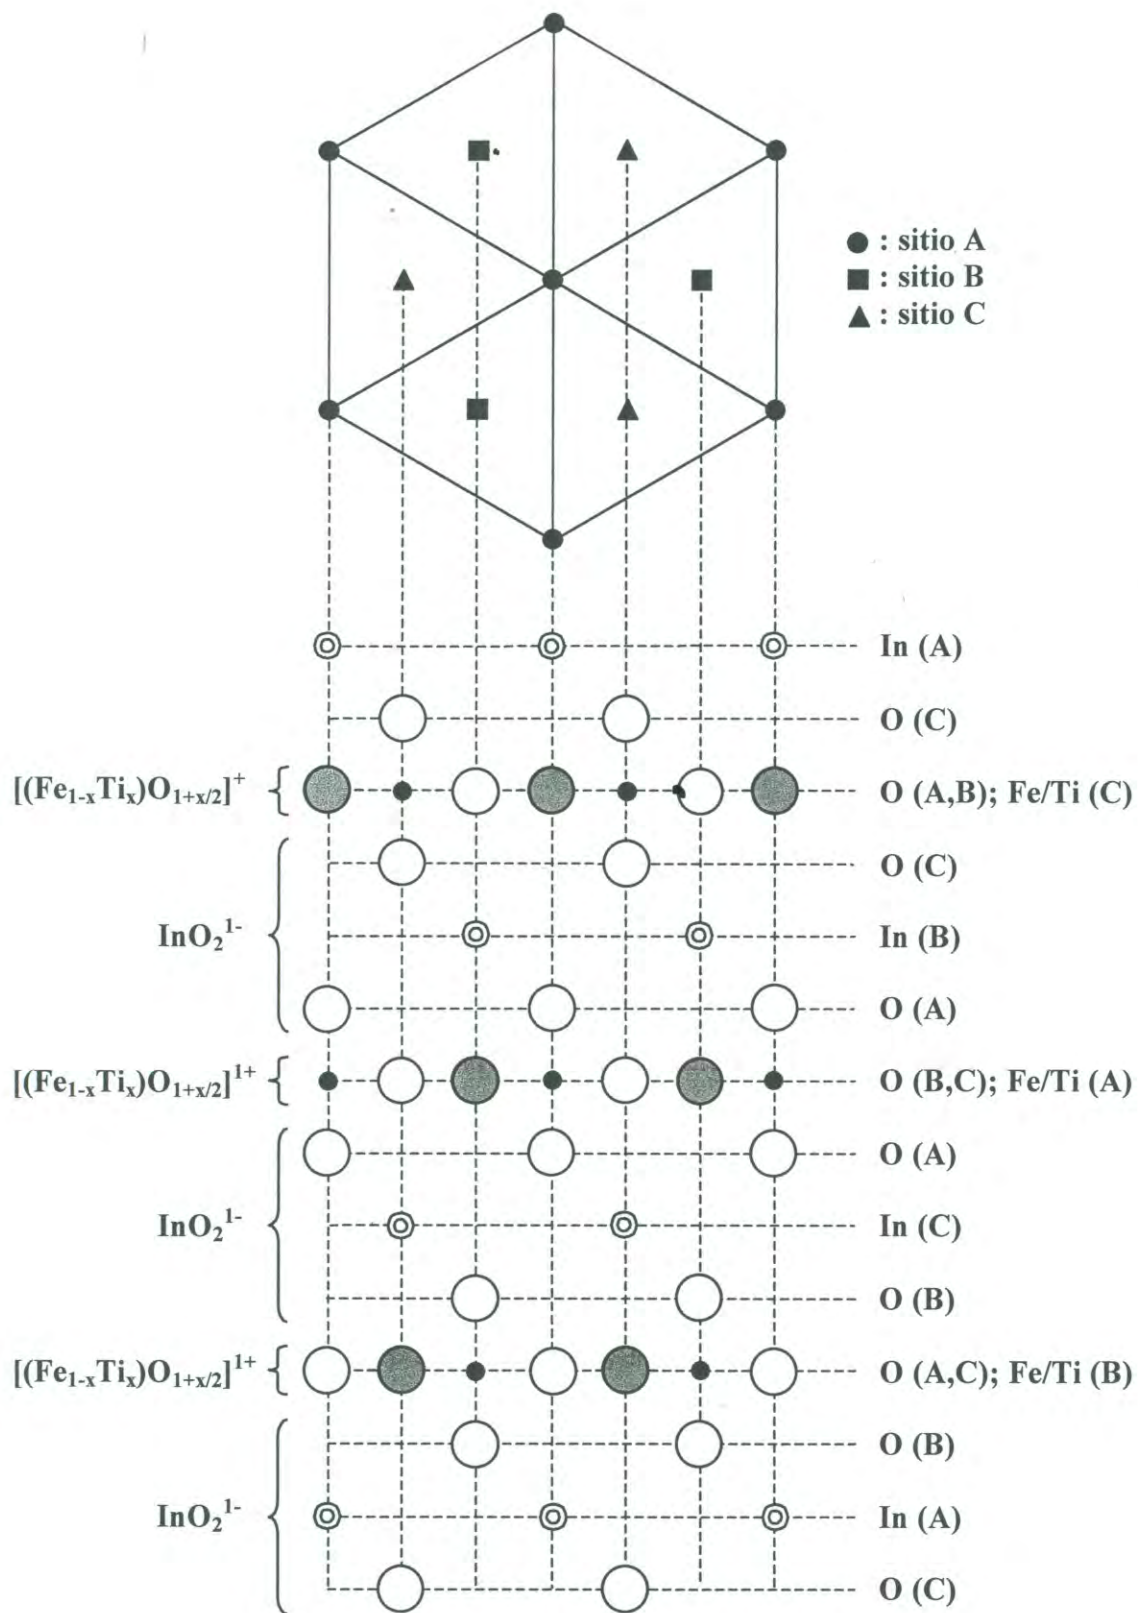 : sitio A
: sitio B
: sitio C
In (A)
O (C)
[(Fe₁₋ₓTiₓ)O₁₊ₓ/₂]⁺ O (A,B); Fe/Ti (C)
O (C)
InO₂¹⁻ In (B)
O (A)
[(Fe₁₋ₓTiₓ)O₁₊ₓ/₂]¹⁺ O (B,C); Fe/Ti (A)
O (A)
InO₂¹⁻ In (C)
O (B)
[(Fe₁₋ₓTiₓ)O₁₊ₓ/₂]¹⁺ O (A,C); Fe/Ti (B)
O (B)
InO₂¹⁻ In (A)
O (C)